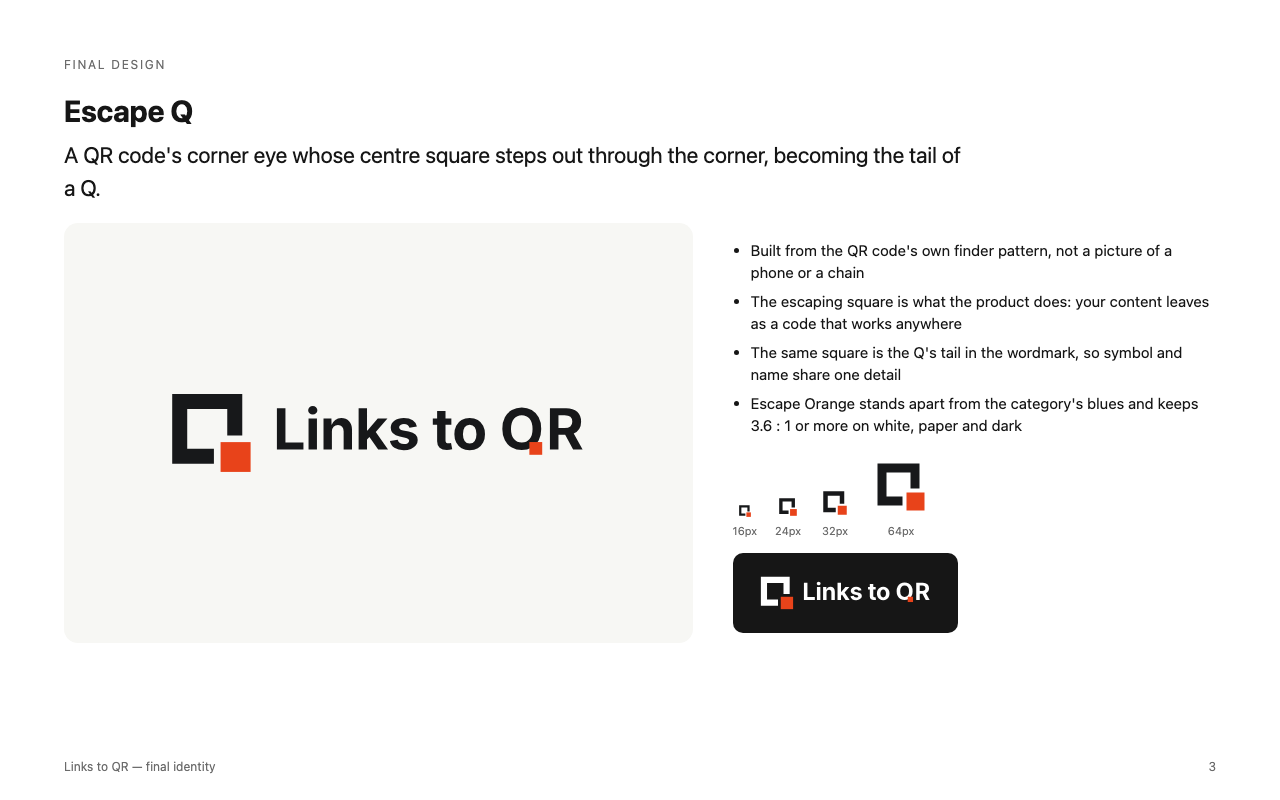 FINAL DESIGN
Escape Q
A QR code's corner eye whose centre square steps out through the corner, becoming the tail of
a Q.
Links to QR
• Built from the QR code's own finder pattern, not a picture of a
phone or a chain
• The escaping square is what the product does: your content leaves
as a code that works anywhere
• The same square is the Q's tail in the wordmark, so symbol and
name share one detail
• Escape Orange stands apart from the category's blues and keeps
3.6 : 1 or more on white, paper and dark
16px 24px 32px 64px
Links to QR
Links to QR — final identity
3